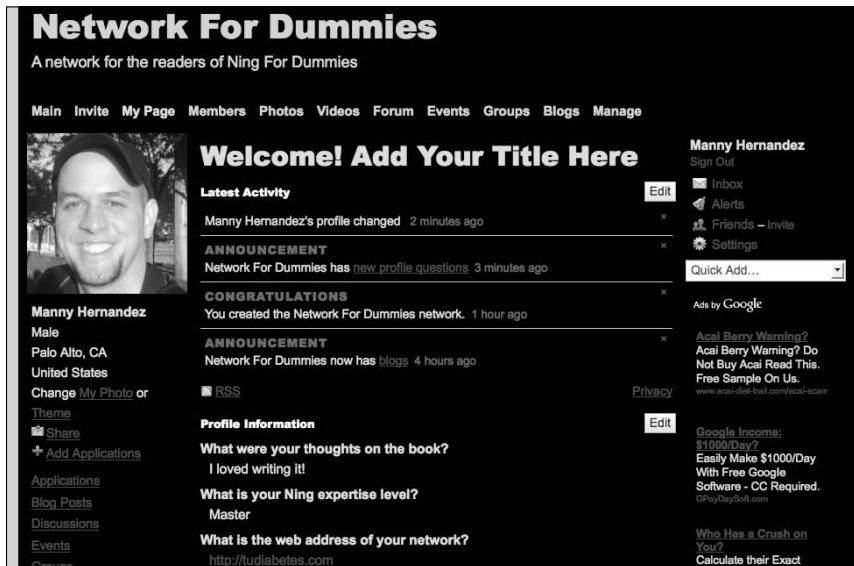 Network For Dummies
A network for the readers of Ning For Dummies
Main Invite My Page Members Photos Videos Forum Events Groups Blogs Manage
Manny Hernandez
Male
Palo Alto, CA
United States
Change My Photo or
Theme
Share
Add Applications
Applications
Blog Posts
Discussions
Events
Groups
Welcome! Add Your Title Here
Latest Activity
Edit
Manny Hernandez's profile changed 2 minutes ago
ANNOUNCEMENT
Network For Dummies has new profile questions 3 minutes ago
CONGRATULATIONS
You created the Network For Dummies network. 1 hour ago
ANNOUNCEMENT
Network For Dummies now has blogs 4 hours ago
RSS
Privacy
Profile Information
Edit
What were your thoughts on the book?
I loved writing it!
What is your Ning expertise level?
Master
What is the web address of your network?
http://tudiabetes.com
Manny Hernandez
Sign Out
Inbox
Alerts
Friends – Invite
Settings
Quick Add...
Ads by Google
Acai Berry Warning?
Acai Berry Warning? Do
Not Buy Acai Read This.
Free Sample On Us.
www.acai-diet-trail.com/acai-scam
Google Income:
$1000/Day?
Easily Make $1000/Day
With Free Google
Software - CC Required.
GPayDaySoft.com
Who Has a Crush on
You?
Calculate their Exact